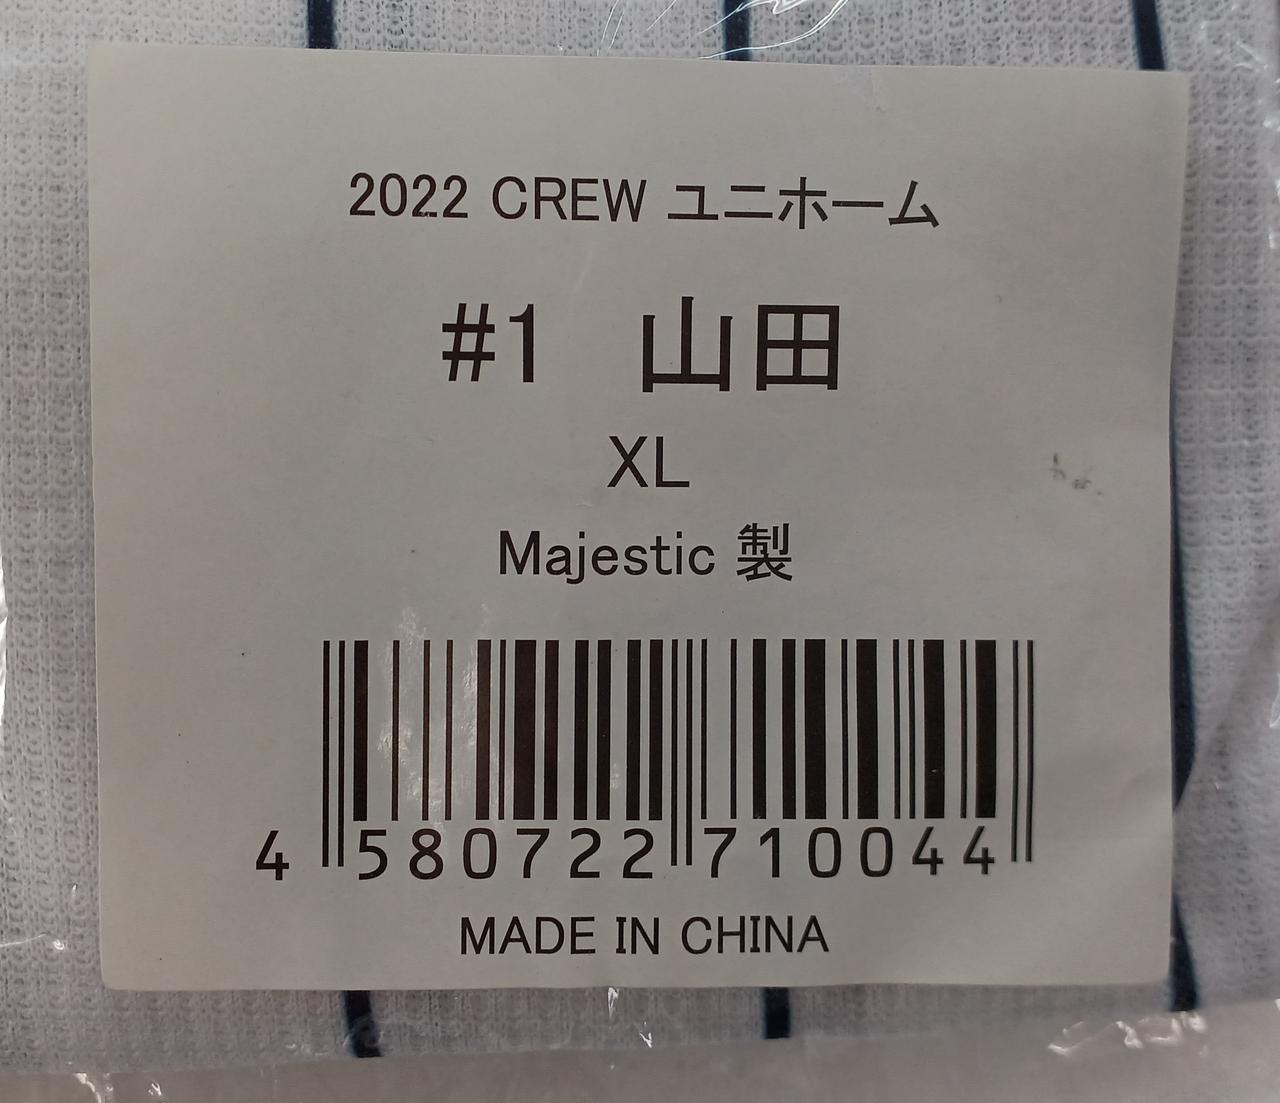 2022 CREW ユニホーム
#1 山田
XL
Majestic 製
4 580722 710044
MADE IN CHINA